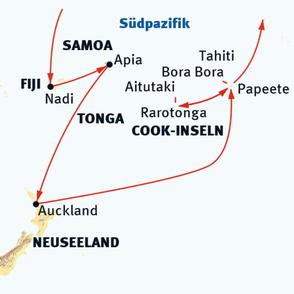 Südpazifik
SAMOA
Apia
Tahiti
Bora Bora
FIJI
Nadi
Aitutaki
Papeete
Rarotonga
TONGA
COOK-INSELN
Auckland
NEUSEELAND